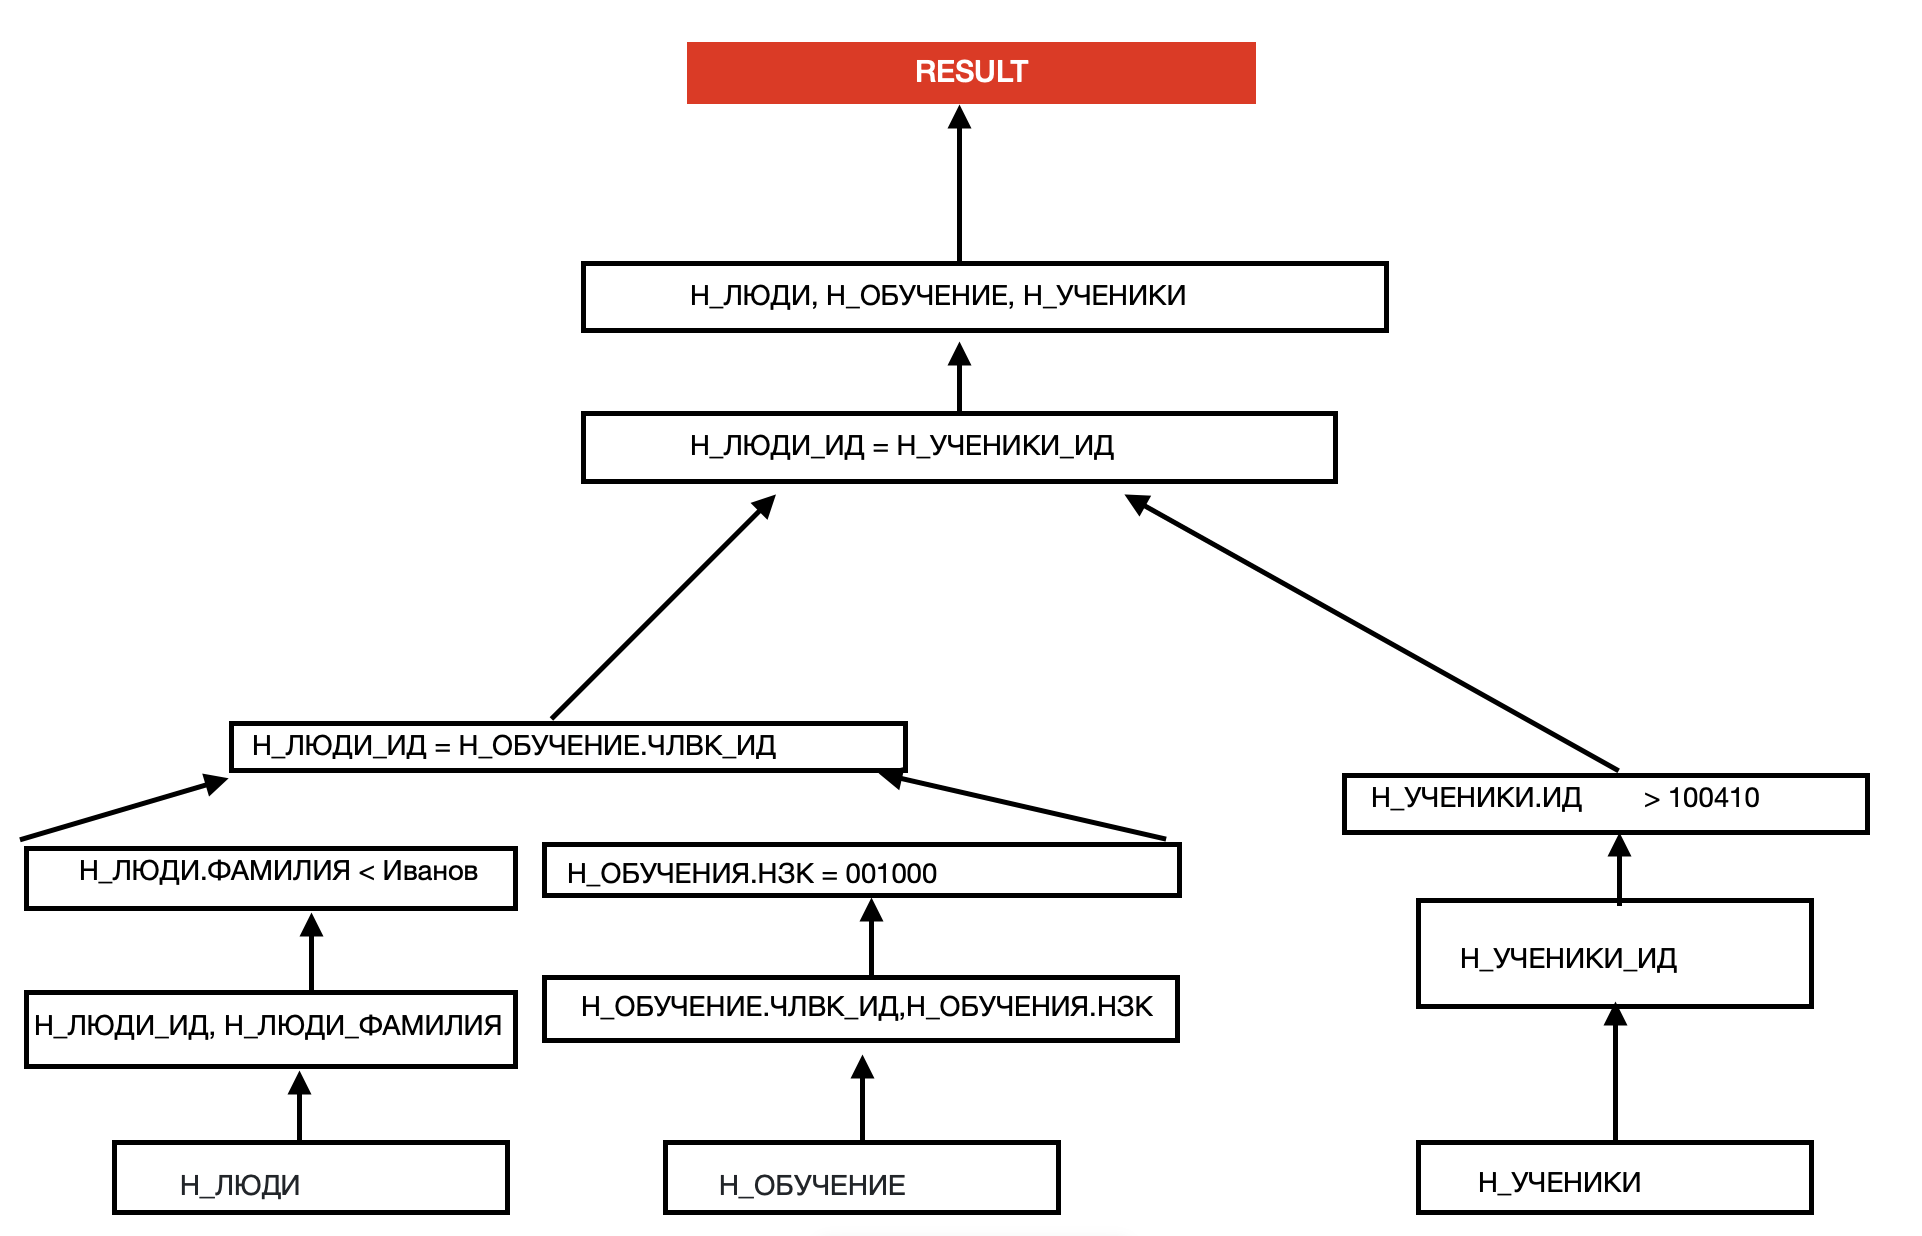 RESULT
Н_ЛЮДИ, Н_ОБУЧЕНИЕ, Н_УЧЕНИКИ
Н_ЛЮДИ_ИД = Н_УЧЕНИКИ_ИД
Н_ЛЮДИ_ИД = Н_ОБУЧЕНИЕ.ЧЛВК_ИД
Н_УЧЕНИКИ.ИД > 100410
Н_ЛЮДИ.ФАМИЛИЯ < Иванов
Н_ОБУЧЕНИЯ.НЗК = 001000
Н_УЧЕНИКИ_ИД
Н_ЛЮДИ_ИД, Н_ЛЮДИ_ФАМИЛИЯ
Н_ОБУЧЕНИЕ.ЧЛВК_ИД,Н_ОБУЧЕНИЯ.НЗК
Н_ЛЮДИ
Н_ОБУЧЕНИЕ
Н_УЧЕНИКИ